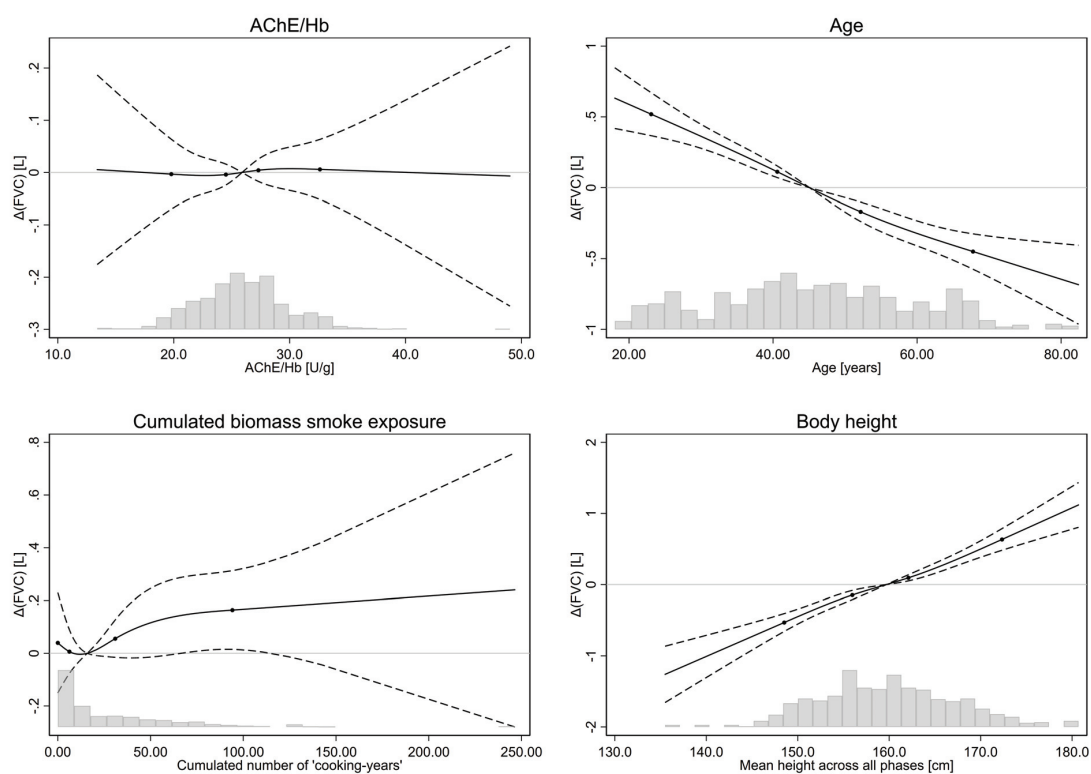 AChE/Hb
Δ(FVC) [L]
.2
.1
0
-.1
-.2
-.3
10.0 20.0 30.0 40.0 50.0
AChE/Hb [U/g]
Age
Δ(FVC) [L]
1
.5
0
-.5
-1
20.00 40.00 60.00 80.00
Age [years]
Cumulated biomass smoke exposure
Δ(FVC) [L]
.8
.6
.4
.2
0
-.2
0.00 50.00 100.00 150.00 200.00 250.00
Cumulated number of 'cooking-years'
Body height
Δ(FVC) [L]
2
1
0
-1
-2
130.0 140.0 150.0 160.0 170.0 180.0
Mean height across all phases [cm]